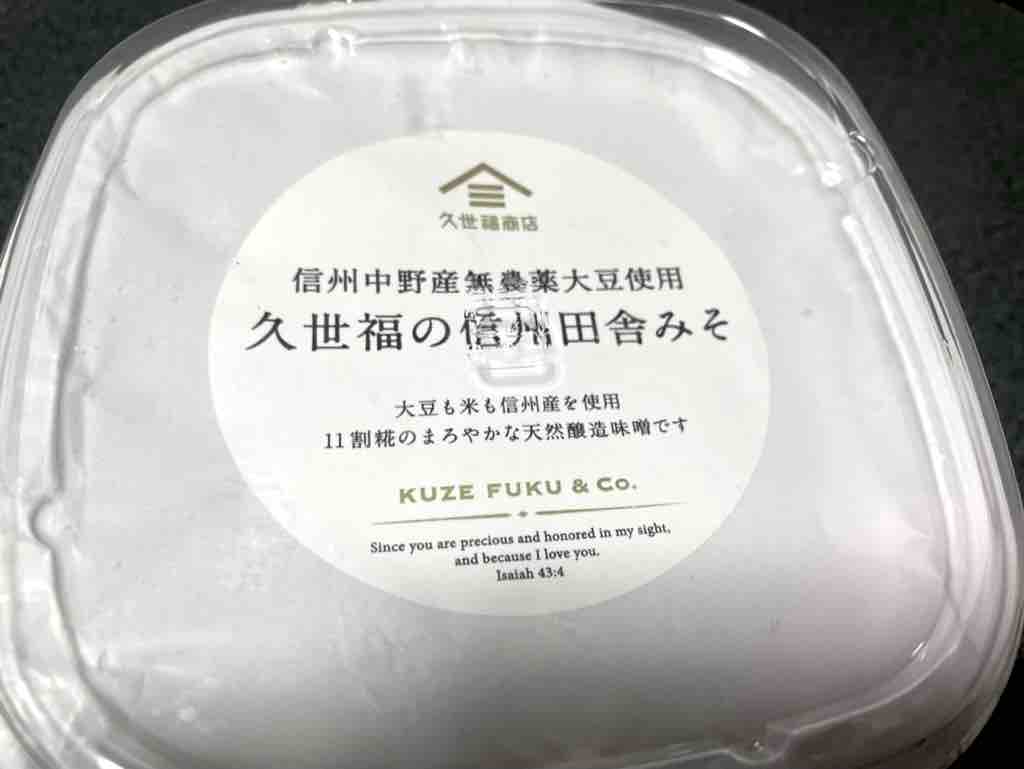 久世福商店
信州中野産無農薬大豆使用
久世福の信州田舎みそ
大豆も米も信州産を使用
11割糀のまろやかな天然醸造味噌です
KUZE FUKU & Co.
Since you are precious and honored in my sight,
and because I love you.
Isaiah 43:4